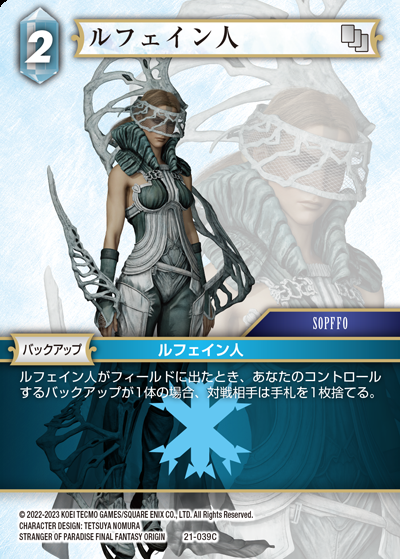 2
ルフェイン人
SOPFFO
バックアップ
ルフェイン人
ルフェイン人がフィールドに出たとき、あなたのコントロール
するバックアップが1体の場合、対戦相手は手札を1枚捨てる。
© 2022-2023 KOEI TECMO GAMES/SQUARE ENIX CO., LTD. All Rights Reserved.
CHARACTER DESIGN: TETSUYA NOMURA
STRANGER OF PARADISE FINAL FANTASY ORIGIN
21-039C